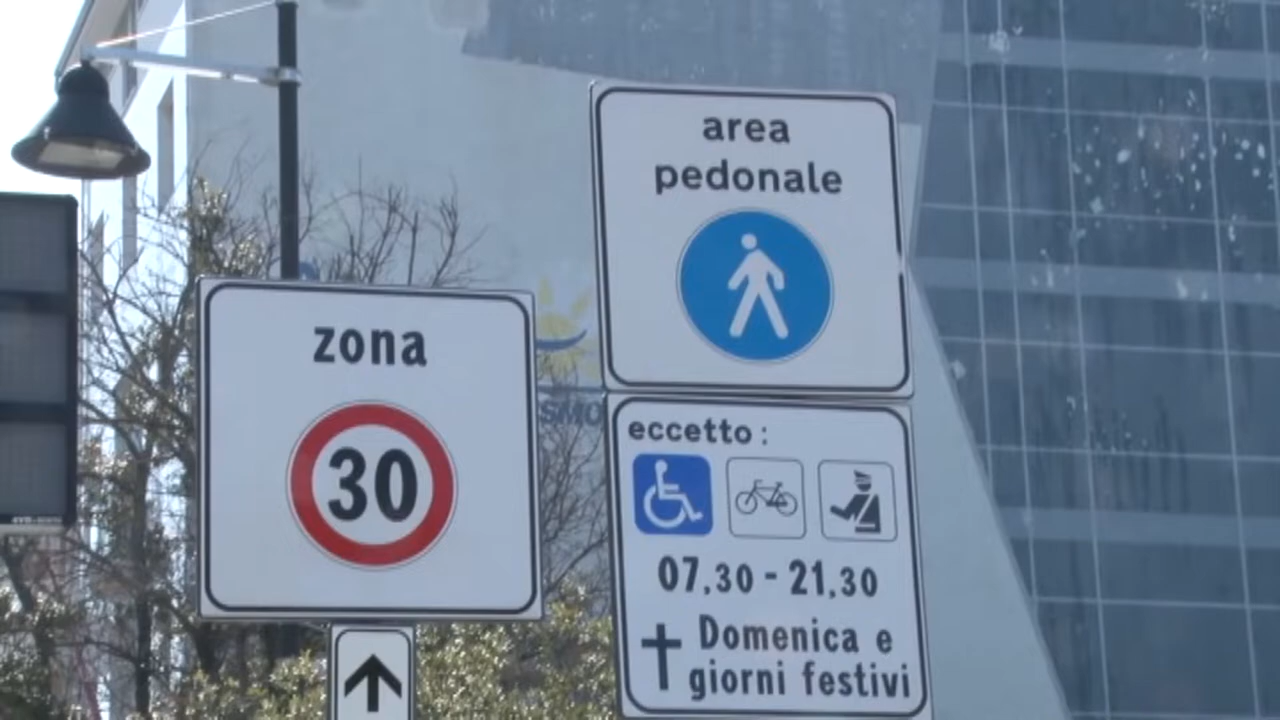 zona
30
area
pedonale
eccetto :
07.30 - 21.30
Domenica e
giorni festivi